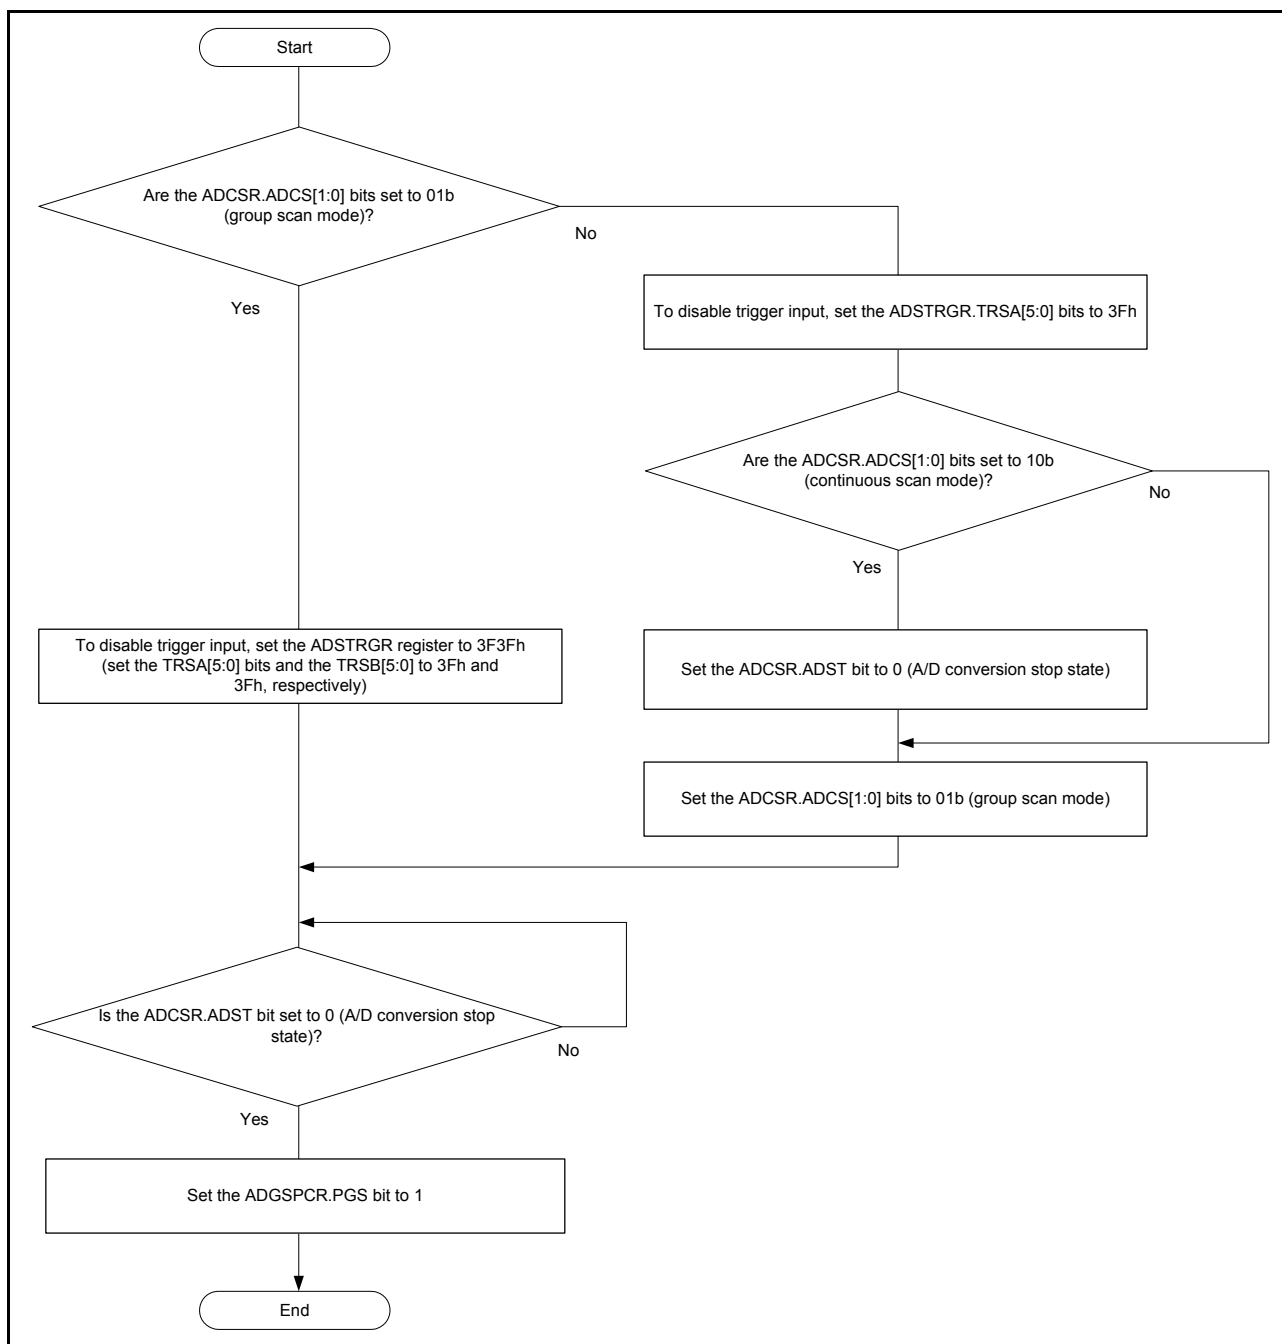 Start
Are the ADCSR.ADCS[1:0] bits set to 01b
(group scan mode)?
No
Yes
To disable trigger input, set the ADSTRGR.TRSA[5:0] bits to 3Fh
Are the ADCSR.ADCS[1:0] bits set to 10b
(continuous scan mode)?
No
Yes
To disable trigger input, set the ADSTRGR register to 3F3Fh
(set the TRSA[5:0] bits and the TRSB[5:0] to 3Fh and
3Fh, respectively)
Set the ADCSR.ADST bit to 0 (A/D conversion stop state)
Set the ADCSR.ADCS[1:0] bits to 01b (group scan mode)
Is the ADCSR.ADST bit set to 0 (A/D conversion stop
state)?
No
Yes
Set the ADGSPCR.PGS bit to 1
End